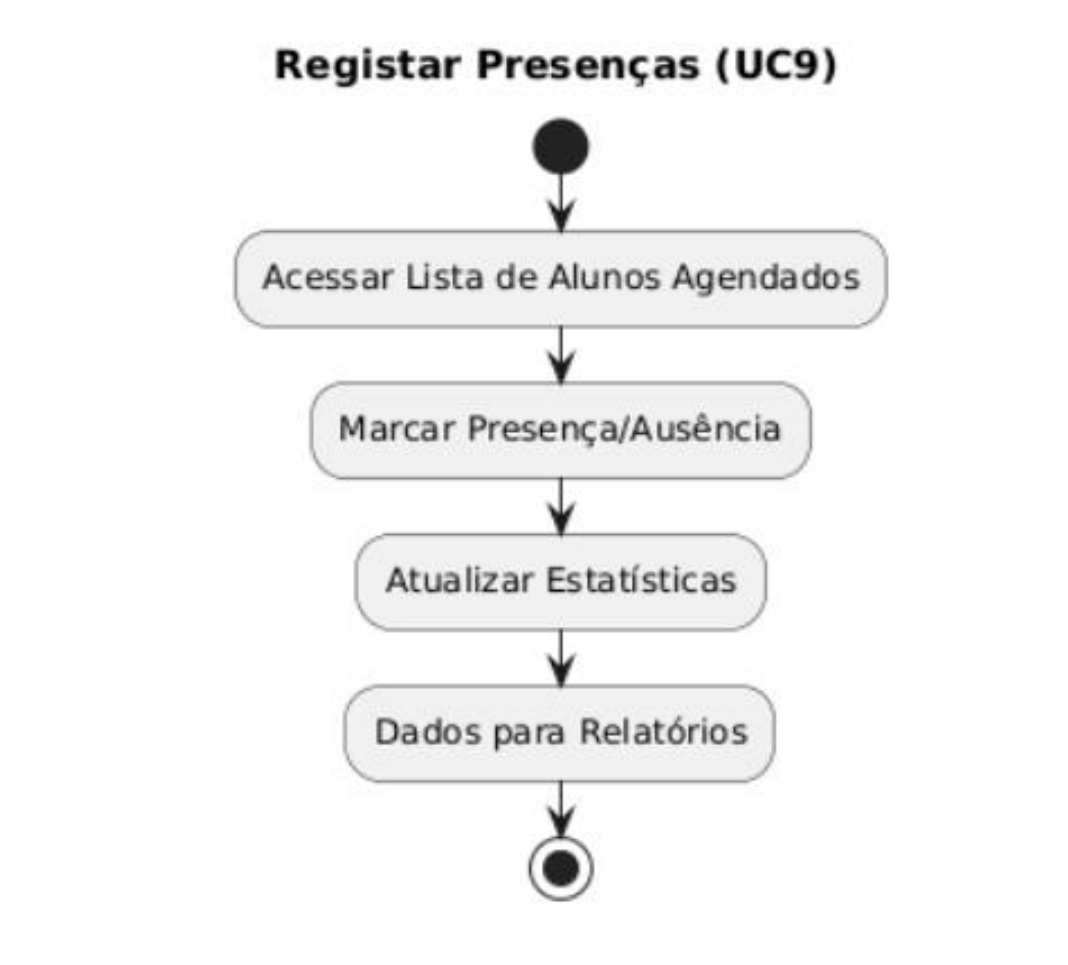 Registar Presenças (UC9)
Acessar Lista de Alunos Agendados
Marcar Presença/Ausência
Atualizar Estatísticas
Dados para Relatórios